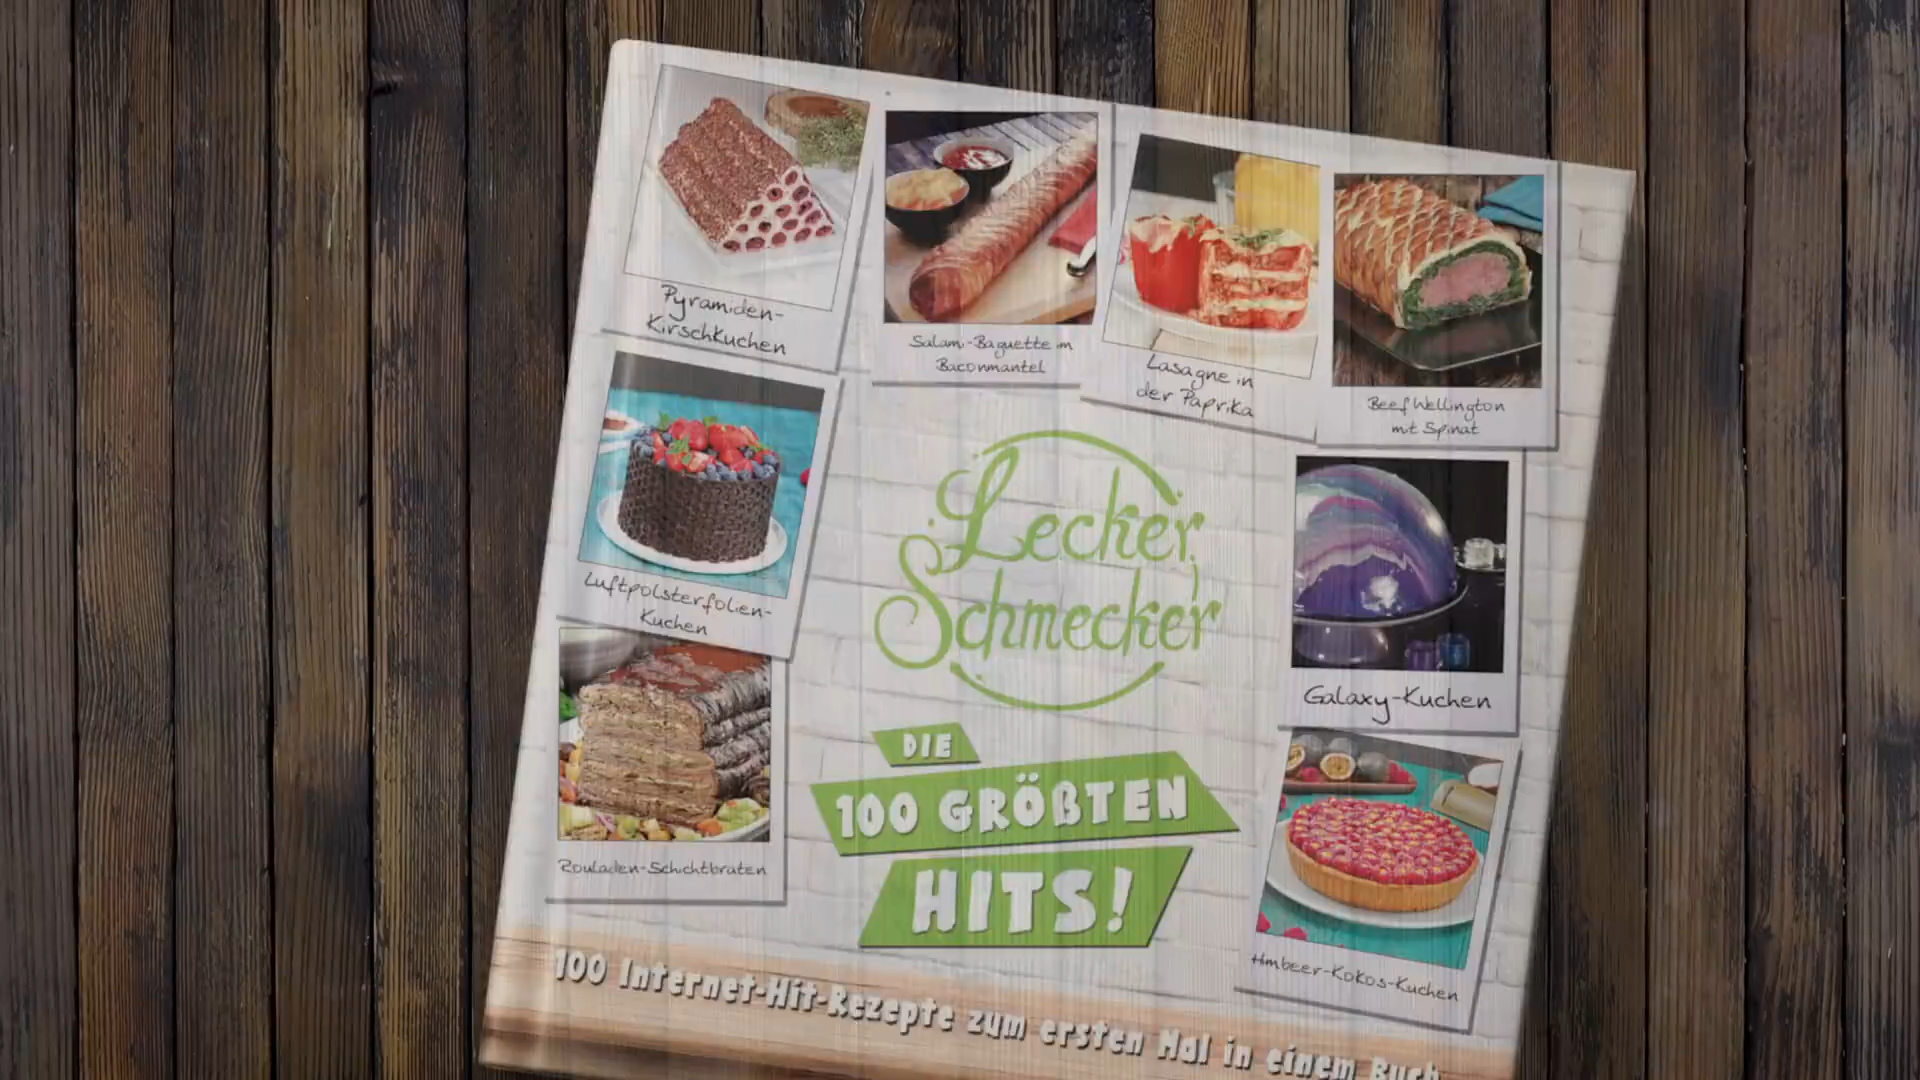 Pyramiden-
Kirschkuchen
Salami-Baguette im
Baconmantel
Lasagne in
der Paprika
Beef Wellington
mit Spinat
Luftpolsterfolien-
Kuchen
Lecker
Schmecker
Galaxy-Kuchen
DIE
100 GRÖßTEN
HITS!
Rouladen-Schichtbraten
Himbeer-Kokos-Kuchen
100 Internet-Hit-Rezepte zum ersten Mal in einem Buch